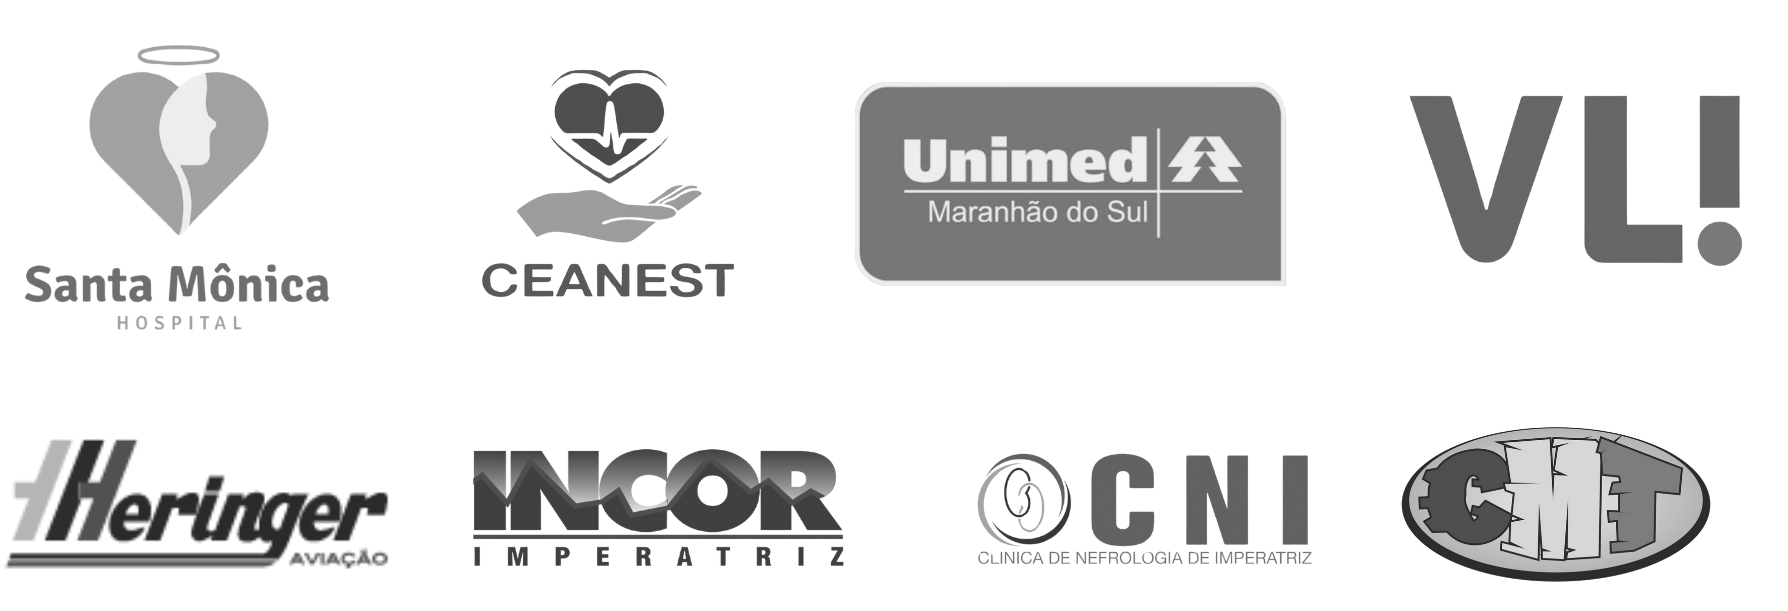 Santa Mônica
HOSPITAL
CEANEST
Unimed
Maranhão do Sul
VL!
Heringer
AVIAÇÃO
INCOR
IMPERATRIZ
CNI
CLINICA DE NEFROLOGIA DE IMPERATRIZ
CMT